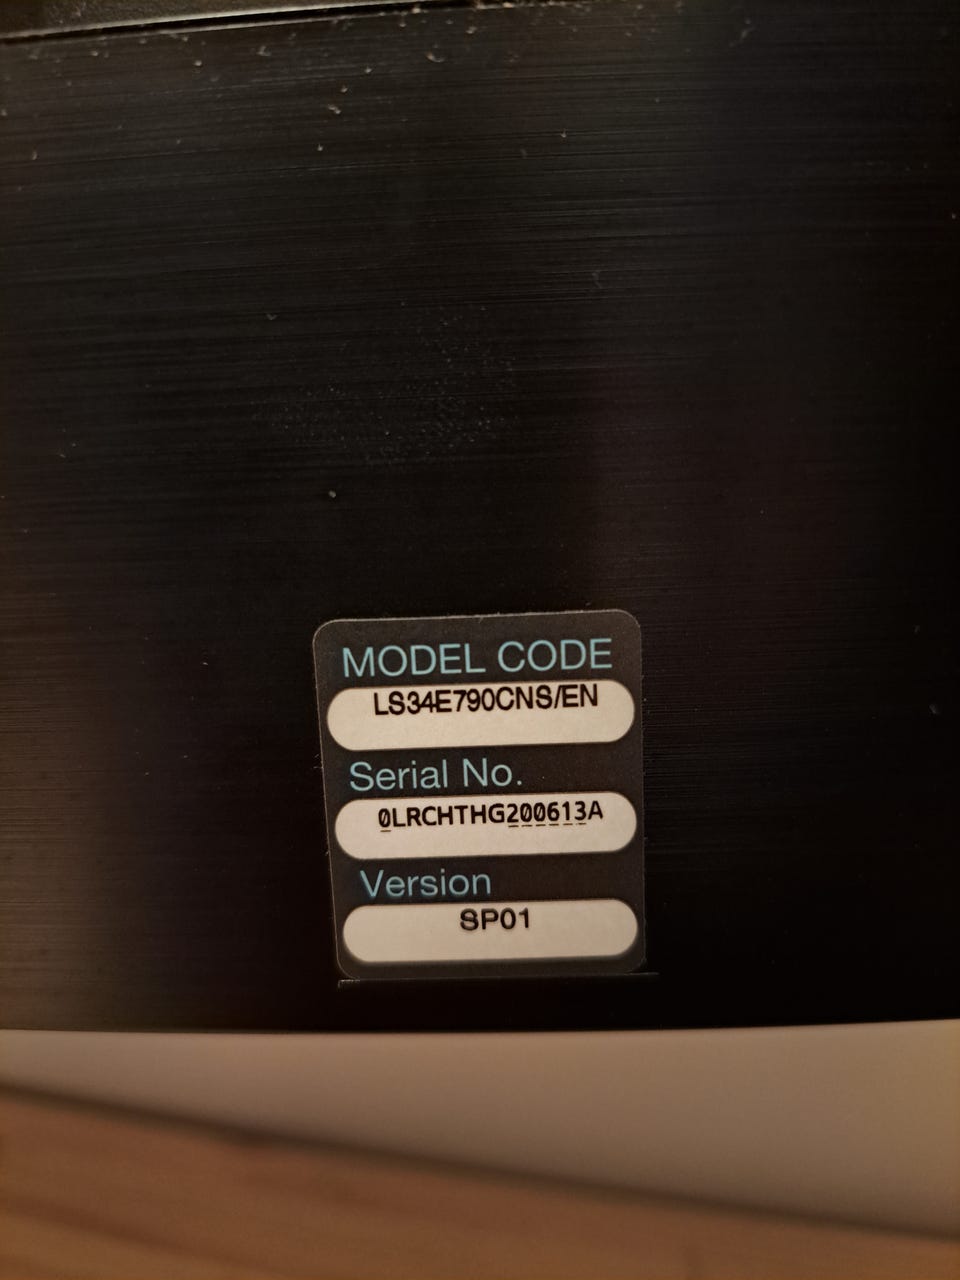 MODEL CODE
LS34E790CNS/EN
Serial No.
0LRCHTHG200613A
Version
SP01